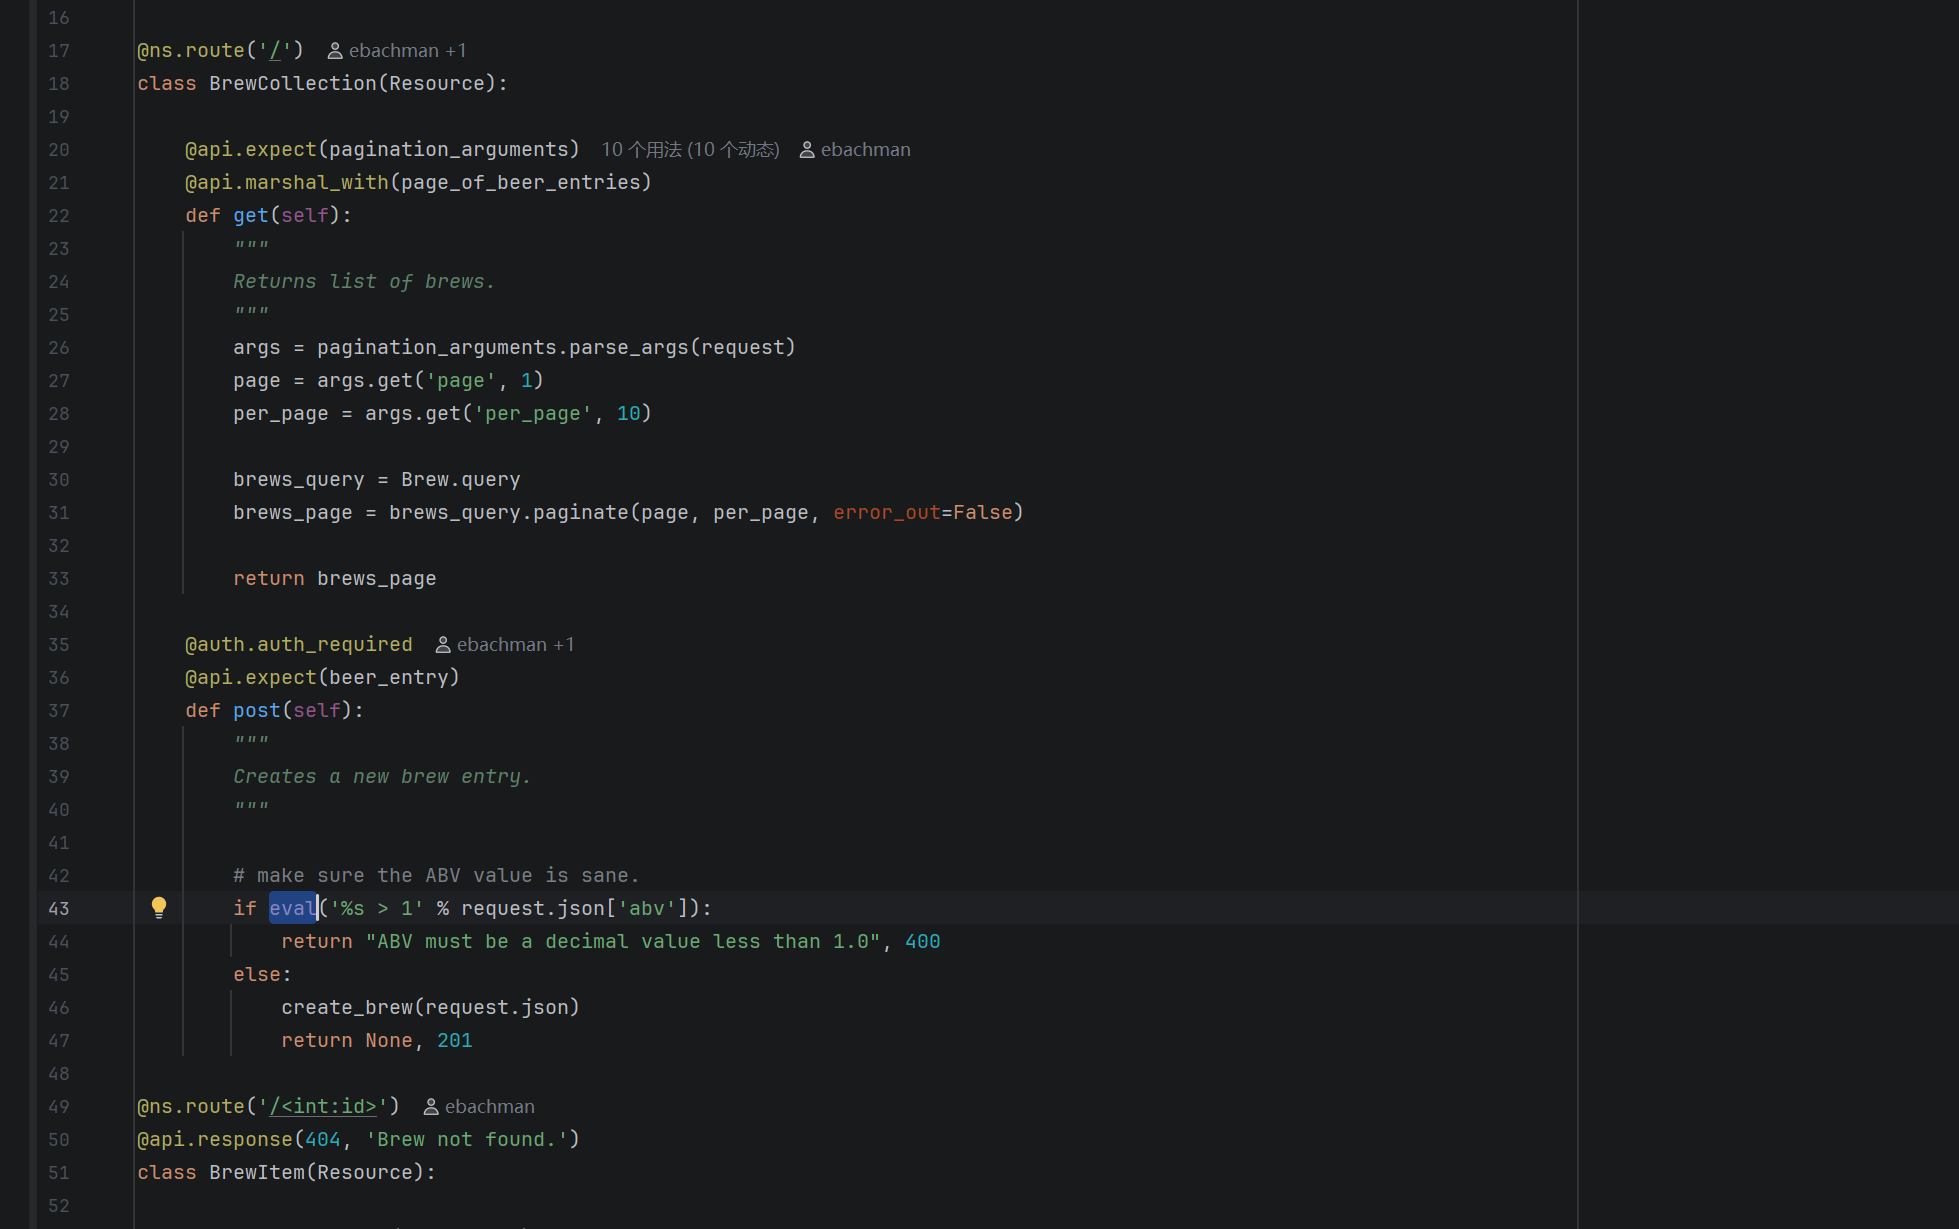 16
17 @ns.route('/') ebachman +1
18 class BrewCollection(Resource):
19
20 @api.expect(pagination_arguments) 10 个用法 (10 个动态) ebachman
21 @api.marshal_with(page_of_beer_entries)
22 def get(self):
23 """
24 Returns list of brews.
25 """
26 args = pagination_arguments.parse_args(request)
27 page = args.get('page', 1)
28 per_page = args.get('per_page', 10)
29
30 brews_query = Brew.query
31 brews_page = brews_query.paginate(page, per_page, error_out=False)
32
33 return brews_page
34
35 @auth.auth_required ebachman +1
36 @api.expect(beer_entry)
37 def post(self):
38 """
39 Creates a new brew entry.
40 """
41
42 # make sure the ABV value is sane.
43 if eval('%s > 1' % request.json['abv']):
44 return "ABV must be a decimal value less than 1.0", 400
45 else:
46 create_brew(request.json)
47 return None, 201
48
49 @ns.route('/<int:id>') ebachman
50 @api.response(404, 'Brew not found.')
51 class BrewItem(Resource):
52